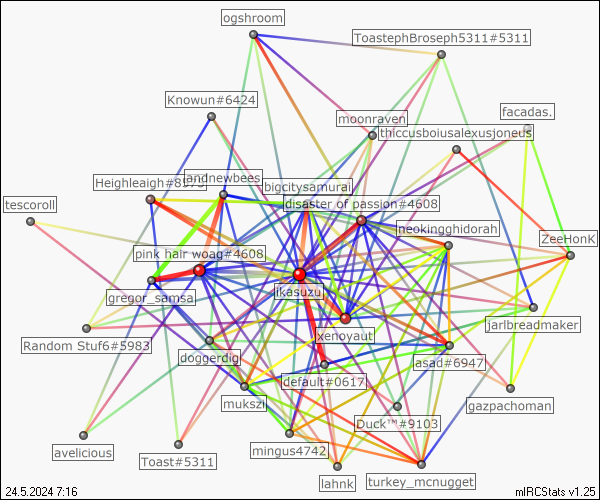 ogshroom
ToastephBroseph5311#5311
Knowun#6424
moonraven
facadas.
thiccusboiusalexusjoneus
andnewbees
Heighleigh#8
bigcitysamurai
tescoroll
disaster of passion#4608
neokingghidorah
ZeeHonK
pink hair woag#4608
gregor_samsa
ikasuzu
jarlbreadmaker
xenoyaut
Random Stuf6#5983
doggerdig
asad#6947
default#0617
mukszi
gazpachoman
Duck™#9103
avelicious
Toast#5311
mingus4742
lahnk
turkey_mcnugget
24.5.2024 7:16
mIRCStats v1.25